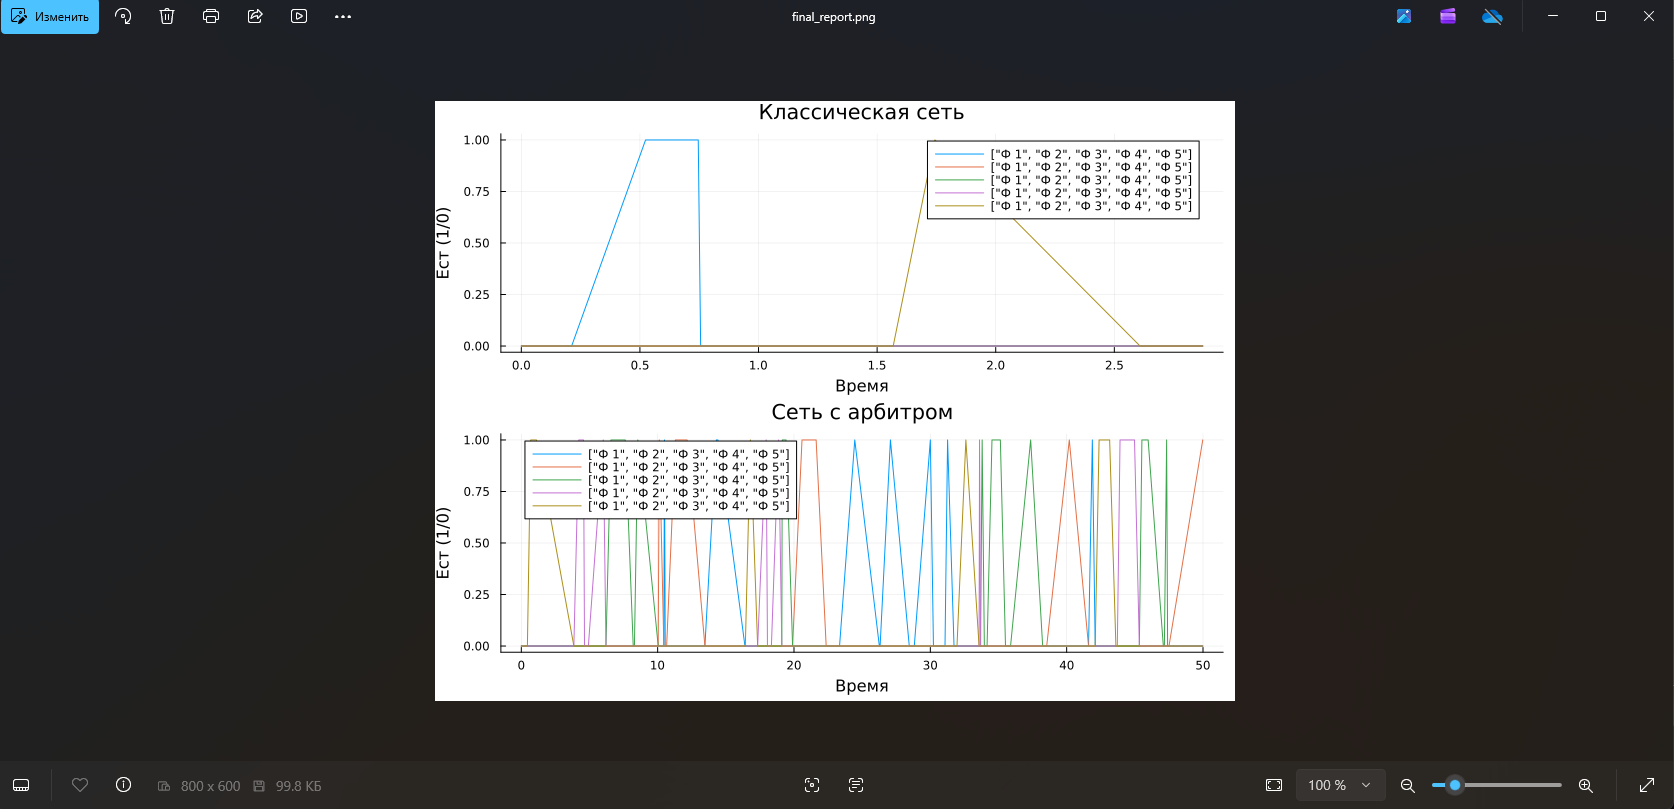 Изменить
final_report.png
Классическая сеть
1.00
0.75
0.50
0.25
0.00
Ест (1/0)
["Ф 1", "Ф 2", "Ф 3", "Ф 4", "Ф 5"]
["Ф 1", "Ф 2", "Ф 3", "Ф 4", "Ф 5"]
["Ф 1", "Ф 2", "Ф 3", "Ф 4", "Ф 5"]
["Ф 1", "Ф 2", "Ф 3", "Ф 4", "Ф 5"]
["Ф 1", "Ф 2", "Ф 3", "Ф 4", "Ф 5"]
0.0 0.5 1.0 1.5 2.0 2.5
Время
Сеть с арбитром
1.00
0.75
0.50
0.25
0.00
Ест (1/0)
["Ф 1", "Ф 2", "Ф 3", "Ф 4", "Ф 5"]
["Ф 1", "Ф 2", "Ф 3", "Ф 4", "Ф 5"]
["Ф 1", "Ф 2", "Ф 3", "Ф 4", "Ф 5"]
["Ф 1", "Ф 2", "Ф 3", "Ф 4", "Ф 5"]
["Ф 1", "Ф 2", "Ф 3", "Ф 4", "Ф 5"]
0 10 20 30 40 50
Время
800 x 600 99.8 КБ 100 %